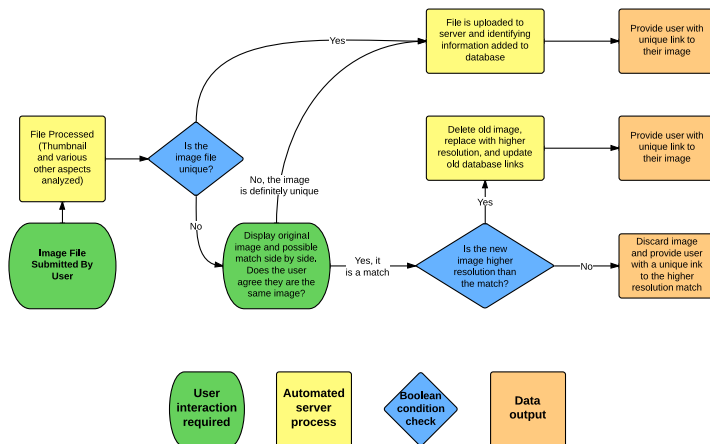 File is uploaded to
server and identifying
information added to
database
Provide user with
unique link to
their image
Yes
File Processed
(Thumbnail
and various
other aspects
analyzed)
Is the
image file
unique?
Delete old image,
replace with higher
resolution, and update
old database links
Provide user with
unique link to
their image
No, the image
is definitely unique
Yes
No
Image File
Submitted By
User
Display original
image and possible
match side by side.
Does the user
agree they are the
same image?
Yes, it
is a match
Is the new
image higher
resolution than
the match?
No
Discard image
and provide user
with a unique ink
to the higher
resolution match
User
interaction
required
Automated
server
process
Boolean
condition
check
Data
output